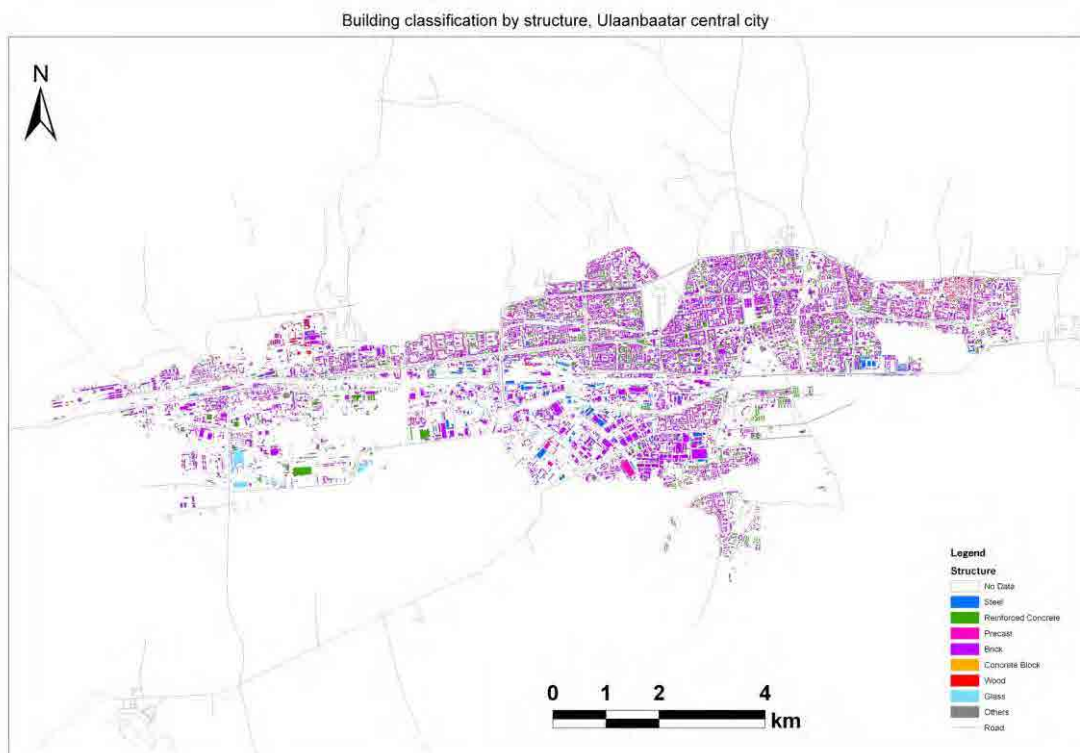 Building classification by structure, Ulaanbaatar central city
N
Legend
Structure
No Data
Steel
Reinforced Concrete
Precast
Brick
Concrete Block
Wood
Glass
Others
Road
0 1 2 4
km